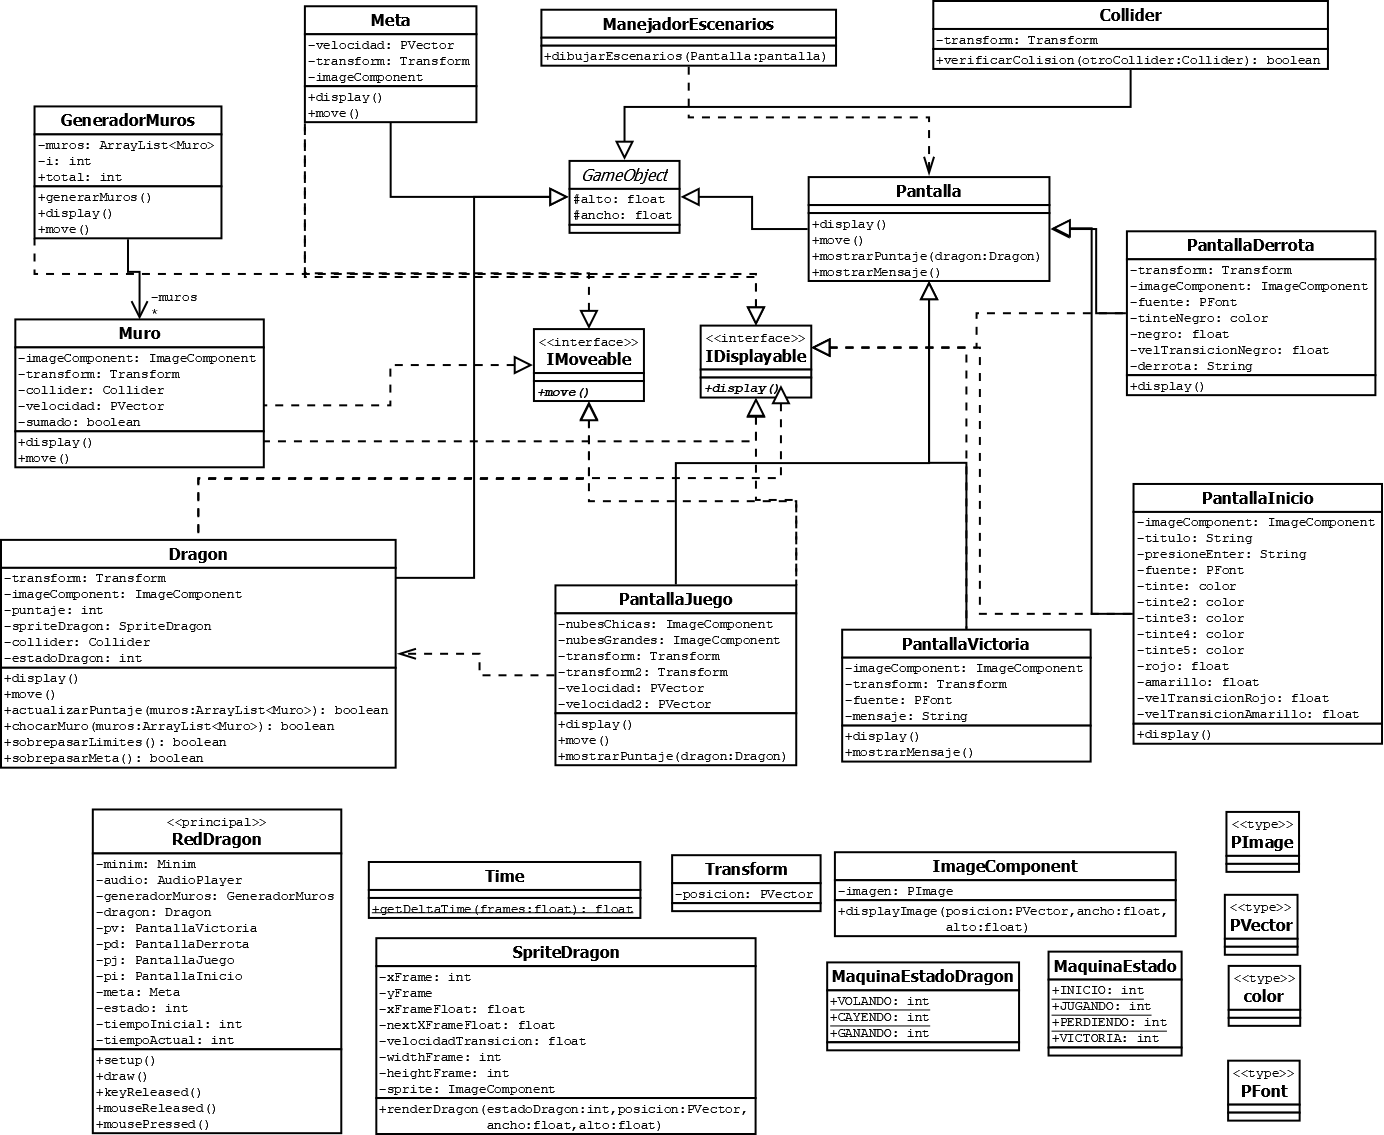 Meta
-velocidad: PVector
-transform: Transform
-imageComponent
+display()
+move()
ManejadorEscenarios
+dibujarEscenarios(Pantalla:pantalla)
Collider
-transform: Transform
+verificarColision(otroCollider:Collider): boolean
GeneradorMuros
-muros: ArrayList<Muro>
-i: int
-total: int
+generarMuros()
+display()
+move()
GameObject
#alto: float
#ancho: float
Pantalla
+display()
+move()
+mostrarPuntaje(dragon:Dragon)
+mostrarMensaje()
PantallaDerrota
-transform: Transform
-imageComponent: ImageComponent
-fuente: PFont
-tinteNegro: color
-negro: float
-velTransicionNegro: float
-derrota: String
+display()
-muros
*
Muro
-imageComponent: ImageComponent
-transform: Transform
-collider: Collider
-velocidad: PVector
-sumado: boolean
+display()
+move()
<<interface>>
IMoveable
+move()
<<interface>>
IDisplayable
+display()
PantallaInicio
-imageComponent: ImageComponent
-titulo: String
-presioneEnter: String
-fuente: PFont
-tinte: color
-tinte2: color
-tinte3: color
-tinte4: color
-tinte5: color
-rojo: float
-amarillo: float
-velTransicionRojo: float
-velTransicionAmarillo: float
+display()
Dragon
-transform: Transform
-imageComponent: ImageComponent
-puntaje: int
-spriteDragon: SpriteDragon
-collider: Collider
-estadoDragon: int
+display()
+move()
+actualizarPuntaje(muros:ArrayList<Muro>): boolean
+chocarMuro(muros:ArrayList<Muro>): boolean
+sobrepasarLimites(): boolean
+sobrepasarMeta(): boolean
PantallaJuego
-nubesChicas: ImageComponent
-nubesGrandes: ImageComponent
-transform: Transform
-transform2: Transform
-velocidad: PVector
-velocidad2: PVector
+display()
+move()
+mostrarPuntaje(dragon:Dragon)
PantallaVictoria
-imageComponent: ImageComponent
-transform: Transform
-fuente: PFont
-mensaje: String
+display()
+mostrarMensaje()
<<principal>>
RedDragon
-minim: Minim
-audio: AudioPlayer
-generadorMuros: GeneradorMuros
-dragon: Dragon
-pv: PantallaVictoria
-pd: PantallaDerrota
-pj: PantallaJuego
-pi: PantallaInicio
-meta: Meta
-estado: int
-tiempoInicial: int
-tiempoActual: int
+setup()
+draw()
+keyReleased()
+mouseReleased()
+mousePressed()
Time
+getDeltaTime(frames:float): float
Transform
-posicion: PVector
ImageComponent
-imagen: PImage
+displayImage(posicion:PVector,ancho:float,
alto:float)
<<type>>
PImage
<<type>>
PVector
<<type>>
color
<<type>>
PFont
SpriteDragon
-xFrame: int
-yFrame
-xFrameFloat: float
-nextXFrameFloat: float
-velocidadTransicion: float
-widthFrame: int
-heightFrame: int
-sprite: ImageComponent
+renderDragon(estadoDragon:int,posicion:PVector,
ancho:float,alto:float)
MaquinaEstadoDragon
+VOLANDO: int
+CAYENDO: int
+GANANDO: int
MaquinaEstado
+INICIO: int
+JUGANDO: int
+PERDIENDO: int
+VICTORIA: int